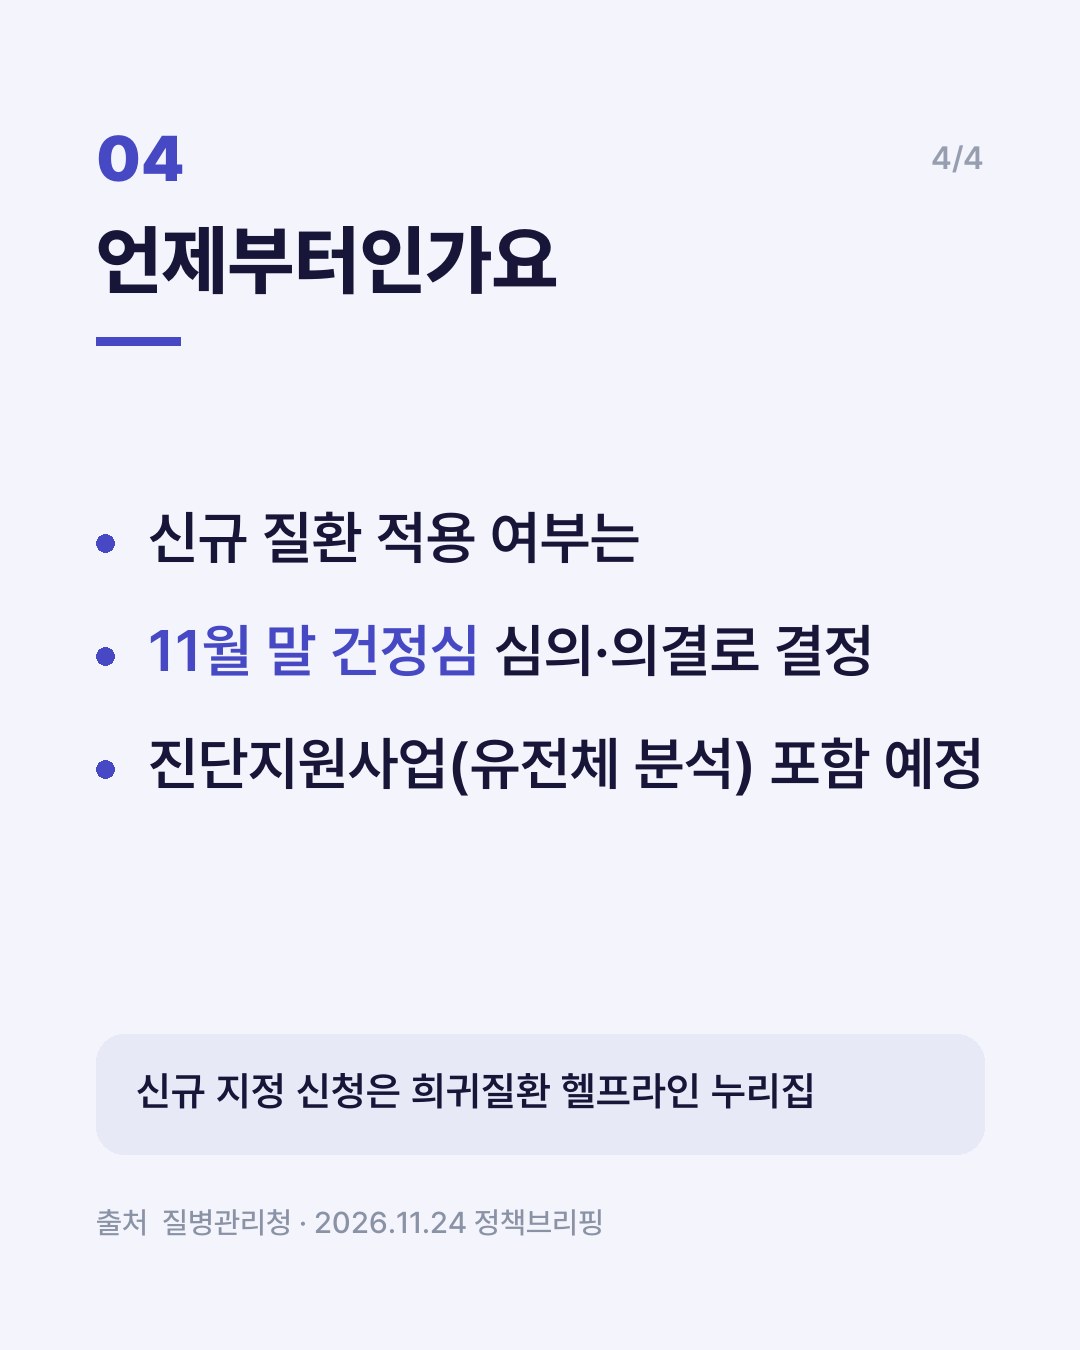 04
4/4
언제부터인가요
신규 질환 적용 여부는
11월 말 건정심 심의·의결로 결정
진단지원사업(유전체 분석) 포함 예정
신규 지정 신청은 희귀질환 헬프라인 누리집
출처 질병관리청 · 2026.11.24 정책브리핑